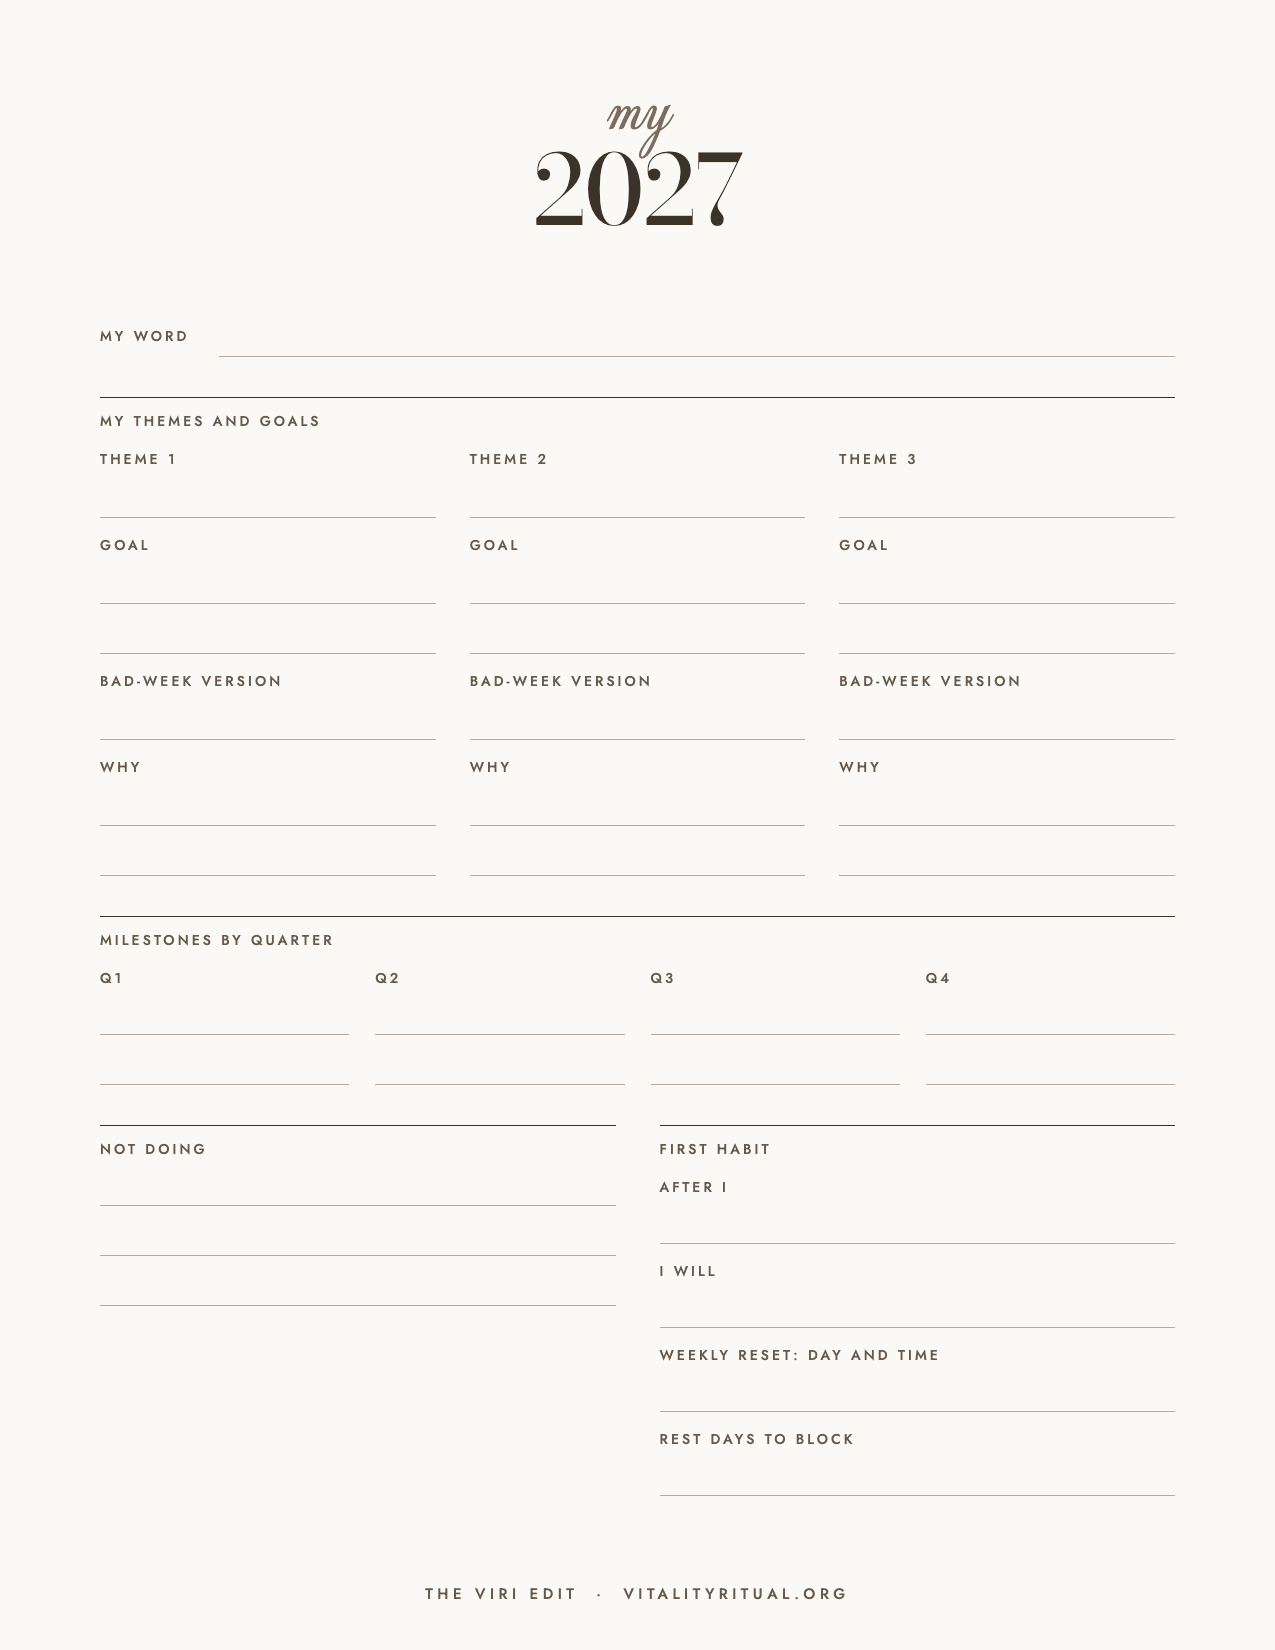 my
2027
MY WORD
MY THEMES AND GOALS
THEME 1 THEME 2 THEME 3
GOAL GOAL GOAL
BAD-WEEK VERSION BAD-WEEK VERSION BAD-WEEK VERSION
WHY WHY WHY
MILESTONES BY QUARTER
Q1 Q2 Q3 Q4
NOT DOING
FIRST HABIT
AFTER I
I WILL
WEEKLY RESET: DAY AND TIME
REST DAYS TO BLOCK
THE VIRI EDIT · VITALITYRITUAL.ORG